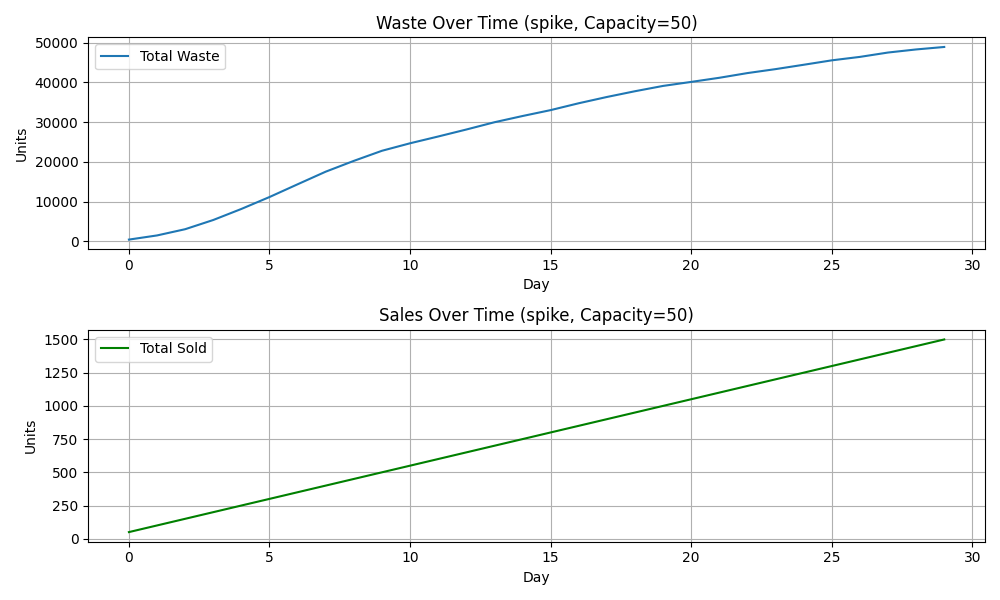 Waste Over Time (spike, Capacity=50)
Total Waste
Units
50000
40000
30000
20000
10000
0
0 5 10 15 20 25 30
Day
Sales Over Time (spike, Capacity=50)
Total Sold
Units
1500
1250
1000
750
500
250
0
0 5 10 15 20 25 30
Day